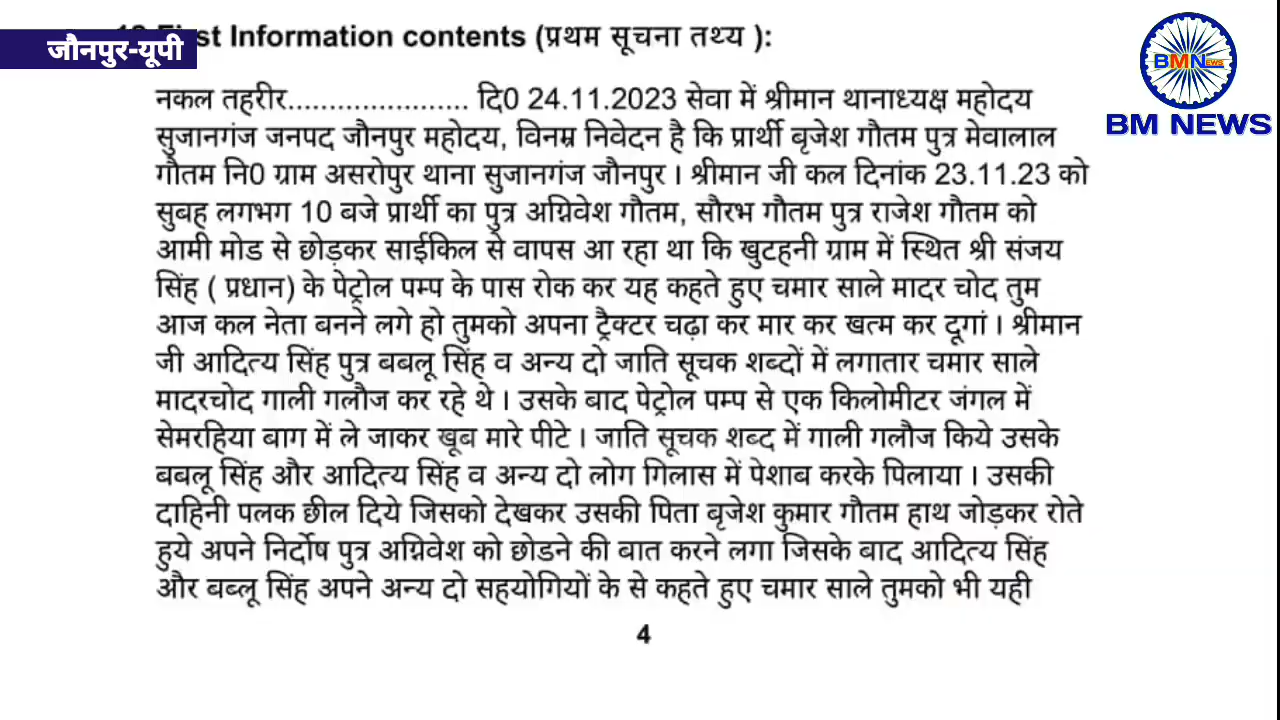 जौनपुर-यूपी
First Information contents (प्रथम सूचना तथ्य ):
BMN NEWS
BM NEWS
नकल तहरीर...................... दि0 24.11.2023 सेवा में श्रीमान थानाध्यक्ष महोदय
सुजानगंज जनपद जौनपुर महोदय, विनम्र निवेदन है कि प्रार्थी बृजेश गौतम पुत्र मेवालाल
गौतम नि0 ग्राम असरोपुर थाना सुजानगंज जौनपुर । श्रीमान जी कल दिनांक 23.11.23 को
सुबह लगभग 10 बजे प्रार्थी का पुत्र अग्निवेश गौतम, सौरभ गौतम पुत्र राजेश गौतम को
आमी मोड से छोड़कर साईकिल से वापस आ रहा था कि खुटहनी ग्राम में स्थित श्री संजय
सिंह ( प्रधान) के पेट्रोल पम्प के पास रोक कर यह कहते हुए चमार साले मादर चोद तुम
आज कल नेता बनने लगे हो तुमको अपना ट्रैक्टर चढ़ा कर मार कर खत्म कर दूगां । श्रीमान
जी आदित्य सिंह पुत्र बबलू सिंह व अन्य दो जाति सूचक शब्दों में लगातार चमार साले
मादरचोद गाली गलौज कर रहे थे । उसके बाद पेट्रोल पम्प से एक किलोमीटर जंगल में
सेमरहिया बाग में ले जाकर खूब मारे पीटे । जाति सूचक शब्द में गाली गलौज किये उसके
बबलू सिंह और आदित्य सिंह व अन्य दो लोग गिलास में पेशाब करके पिलाया । उसकी
दाहिनी पलक छील दिये जिसको देखकर उसकी पिता बृजेश कुमार गौतम हाथ जोड़कर रोते
हुये अपने निर्दोष पुत्र अग्निवेश को छोडने की बात करने लगा जिसके बाद आदित्य सिंह
और बब्लू सिंह अपने अन्य दो सहयोगियों के से कहते हुए चमार साले तुमको भी यही
4